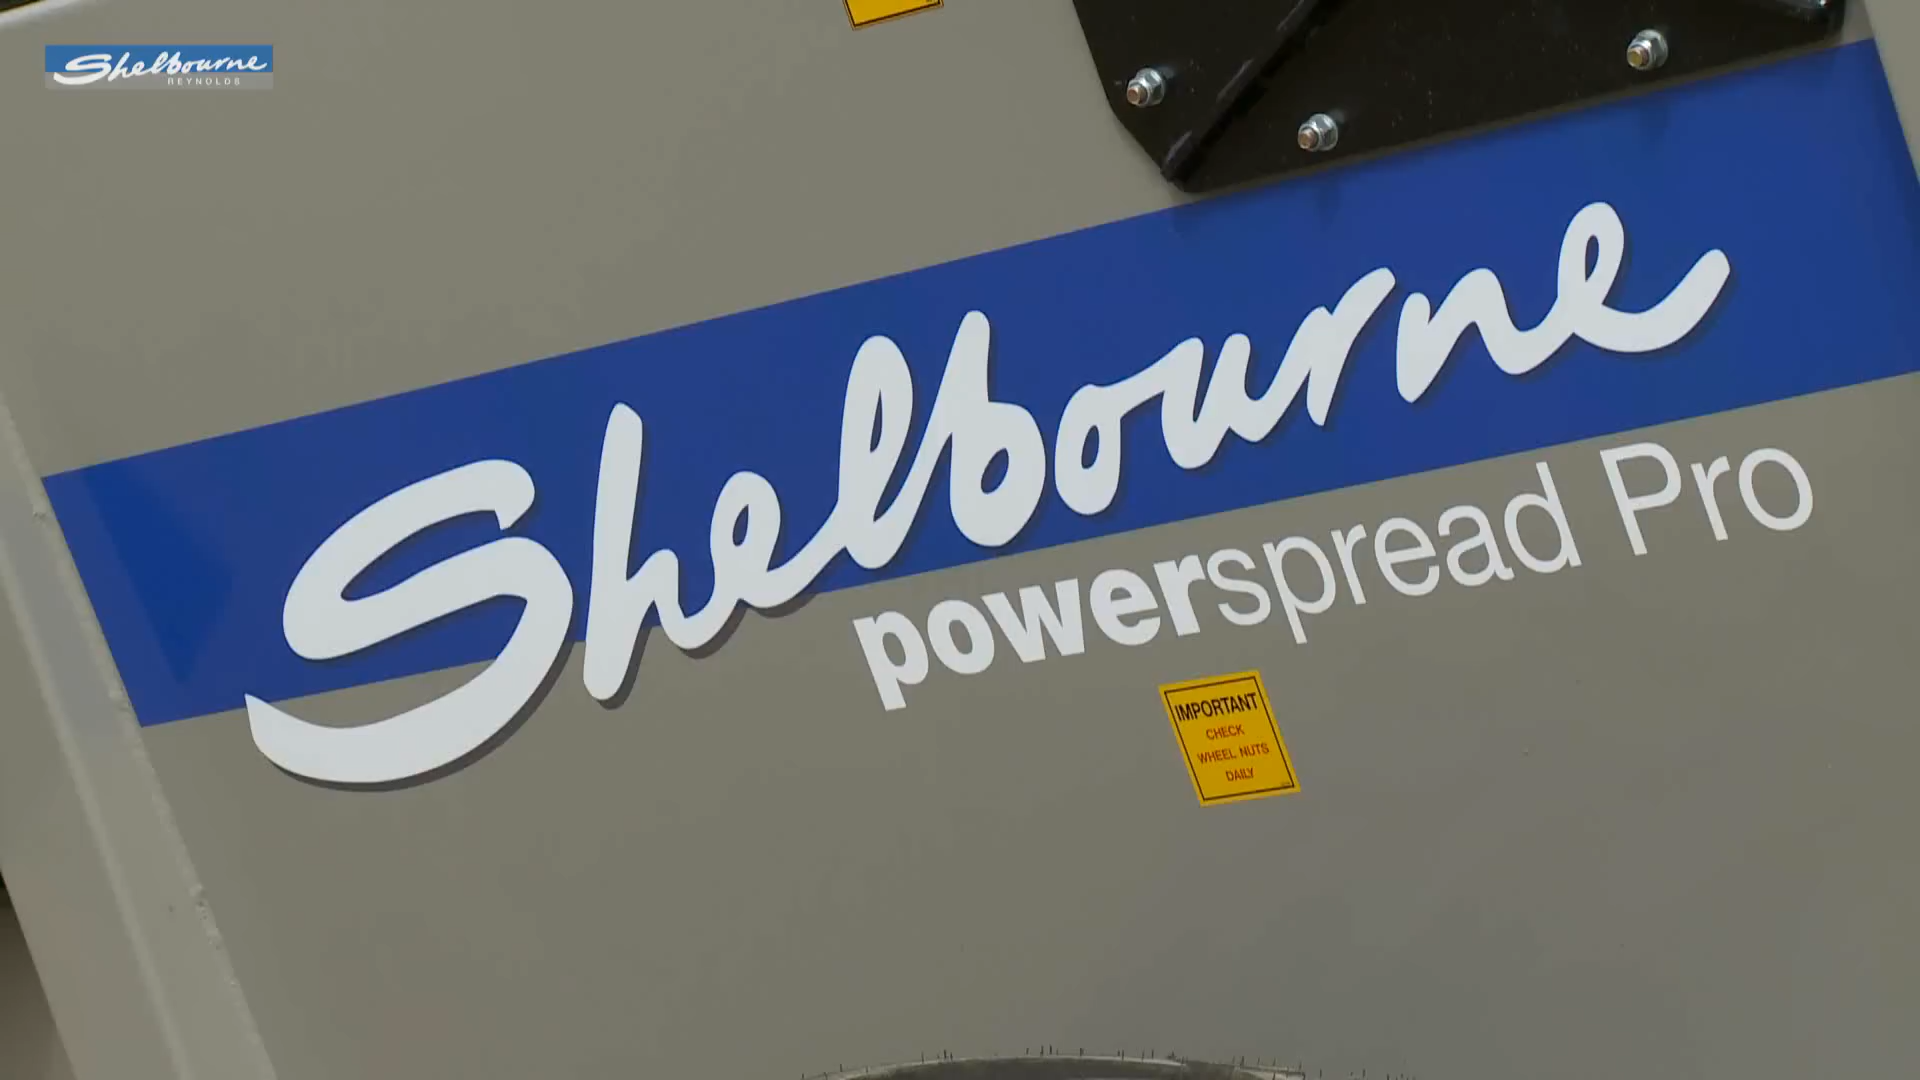 Shelbourne
REYNOLDS
Shelbourne
powerspread Pro
IMPORTANT
CHECK
WHEEL NUTS
DAILY